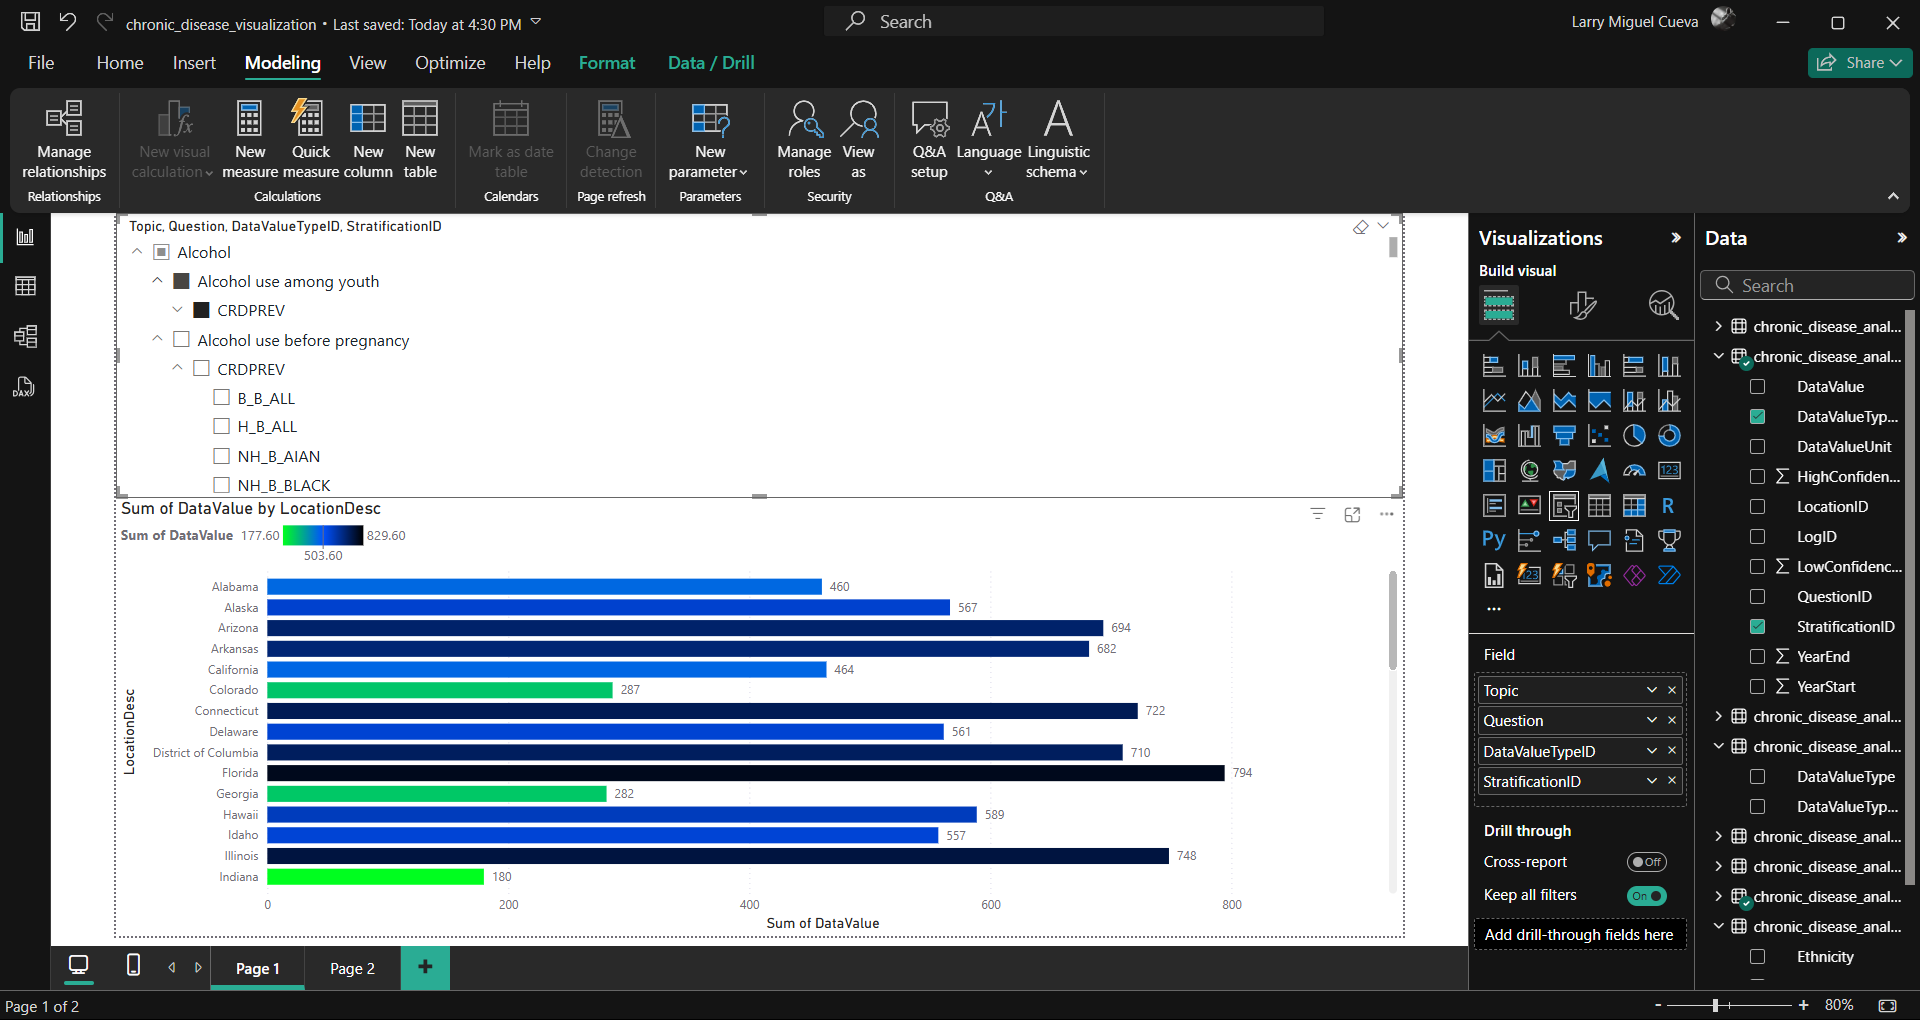 chronic_disease_visualization • Last saved: Today at 4:30 PM
Search
Larry Miguel Cueva
File
Home
Insert
Modeling
View
Optimize
Help
Format
Data / Drill
Share
Manage
relationships
Relationships
New visual
calculation
New
measure
Quick
measure
New
column
New
table
Calculations
Mark as date
table
Calendars
Change
detection
Page refresh
New
parameter
Parameters
Manage
roles
View
as
Security
Q&A
setup
Language
Linguistic
schema
Q&A
Topic, Question, DataValueTypeID, StratificationID
Alcohol
Alcohol use among youth
CRDPREV
Alcohol use before pregnancy
CRDPREV
B_B_ALL
H_B_ALL
NH_B_AIAN
NH_B_BLACK
Sum of DataValue by LocationDesc
Sum of DataValue 177.60 829.60
503.60
LocationDesc
Alabama 460
Alaska 567
Arizona 694
Arkansas 682
California 464
Colorado 287
Connecticut 722
Delaware 561
District of Columbia 710
Florida 794
Georgia 282
Hawaii 589
Idaho 557
Illinois 748
Indiana 180
0 200 400 600 800
Sum of DataValue
Visualizations
Build visual
123
R
Py
123
Field
Topic
Question
DataValueTypeID
StratificationID
Drill through
Cross-report
Off
Keep all filters
On
Add drill-through fields here
Data
Search
chronic_disease_anal...
chronic_disease_anal...
DataValue
DataValueTyp...
DataValueUnit
HighConfiden...
LocationID
LogID
LowConfidenc...
QuestionID
StratificationID
YearEnd
YearStart
chronic_disease_anal...
chronic_disease_anal...
DataValueType
DataValueTyp...
chronic_disease_anal...
chronic_disease_anal...
chronic_disease_anal...
chronic_disease_anal...
Ethnicity
DAX
Page 1
Page 2
Page 1 of 2
80%